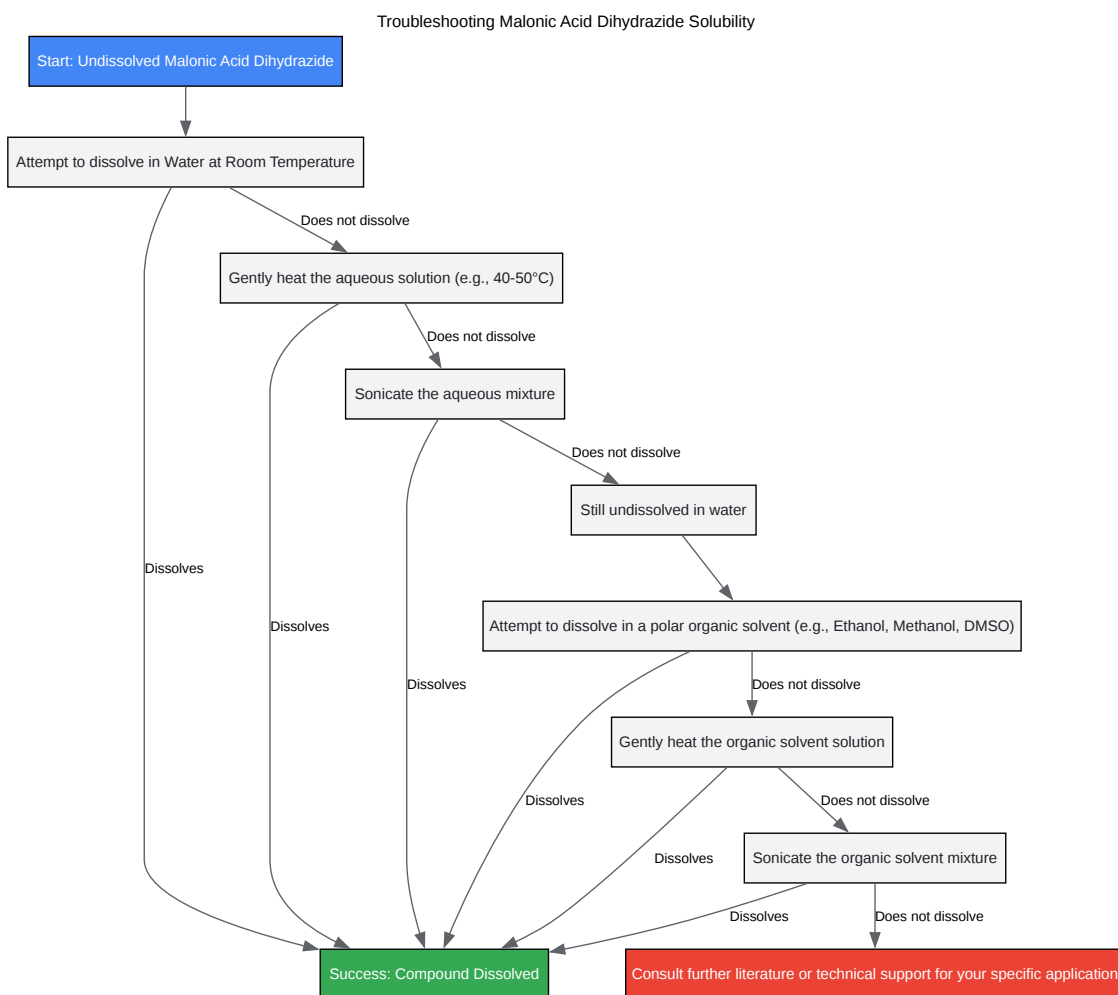 Troubleshooting Malonic Acid Dihydrazide Solubility
Start: Undissolved Malonic Acid Dihydrazide
Attempt to dissolve in Water at Room Temperature
Does not dissolve
Gently heat the aqueous solution (e.g., 40-50°C)
Does not dissolve
Sonicate the aqueous mixture
Does not dissolve
Still undissolved in water
Dissolves
Attempt to dissolve in a polar organic solvent (e.g., Ethanol, Methanol, DMSO)
Dissolves
Dissolves
Does not dissolve
Gently heat the organic solvent solution
Dissolves
Does not dissolve
Sonicate the organic solvent mixture
Dissolves
Dissolves
Does not dissolve
Success: Compound Dissolved
Consult further literature or technical support for your specific application